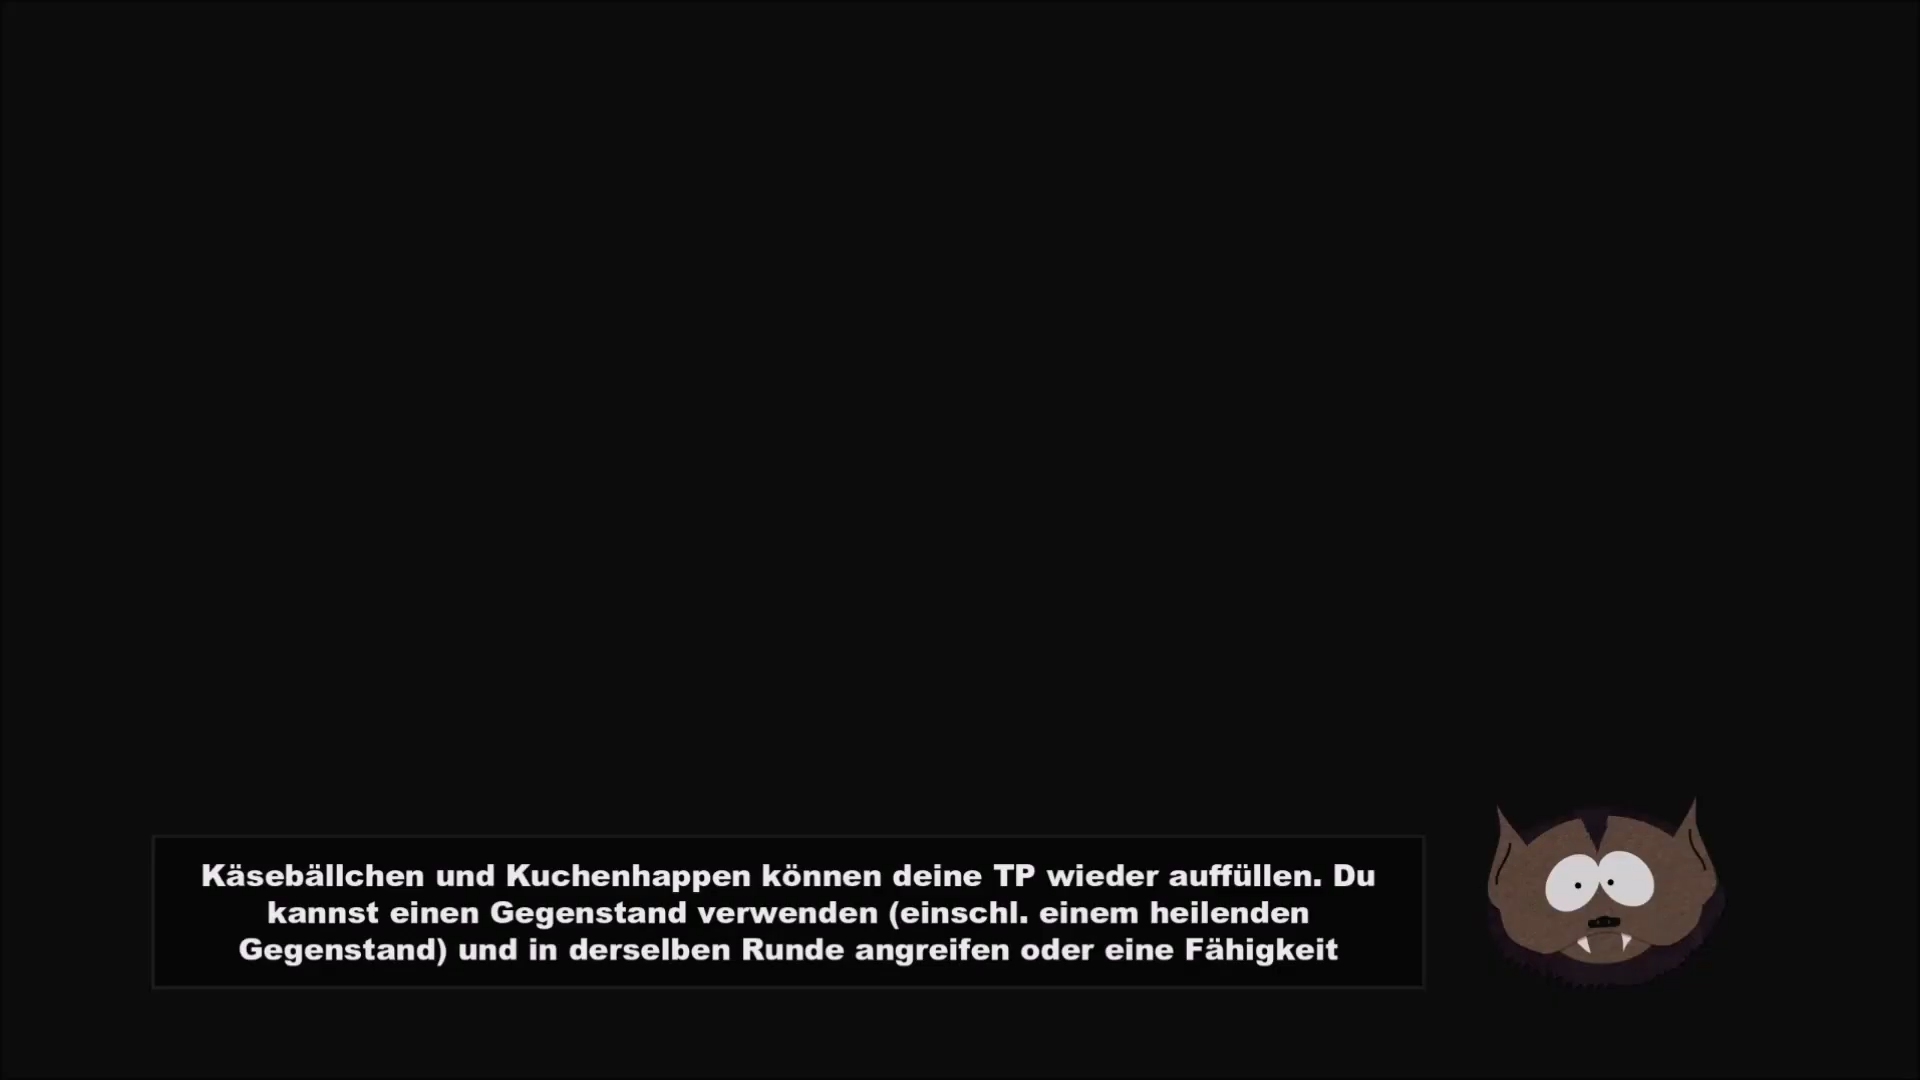 Käsebällchen und Kuchenhappen können deine TP wieder auffüllen. Du
kannst einen Gegenstand verwenden (einschl. einem heilenden
Gegenstand) und in derselben Runde angreifen oder eine Fähigkeit